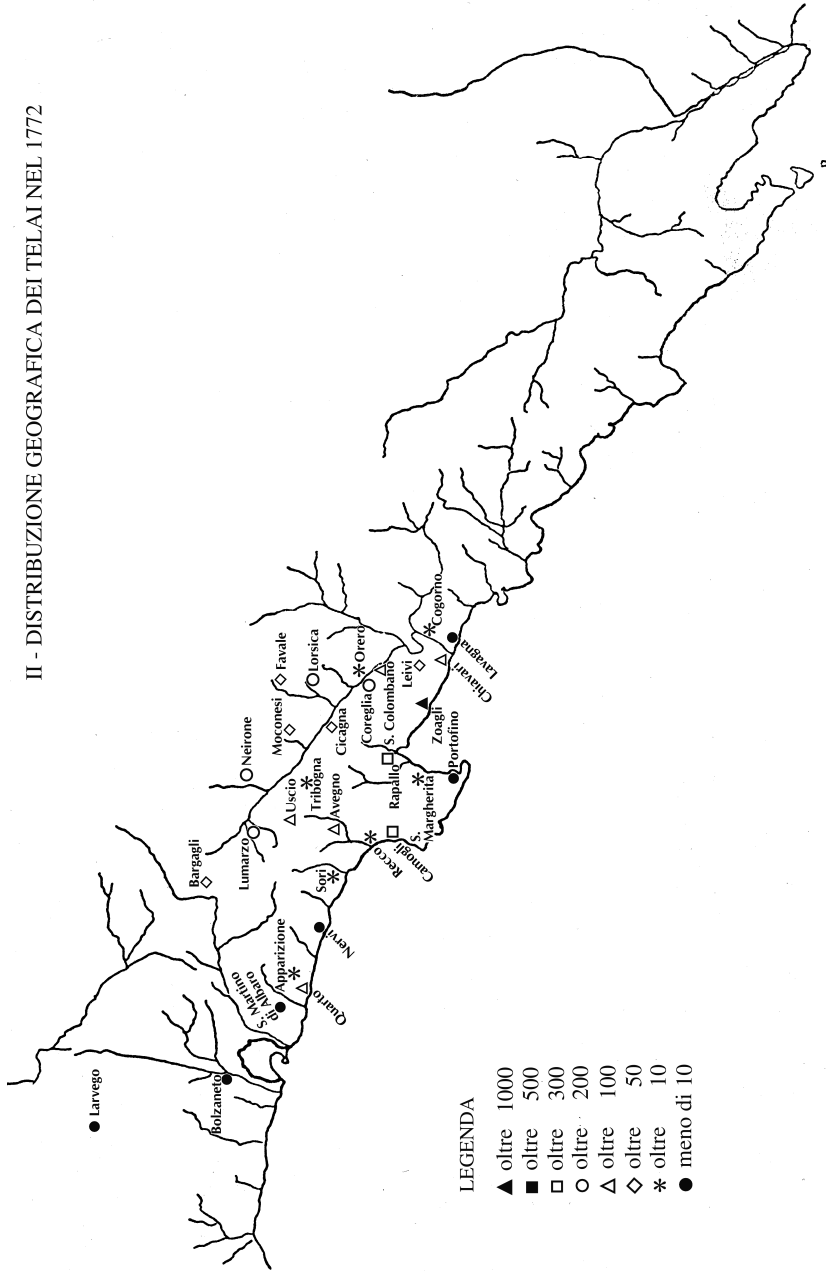 II - DISTRIBUZIONE GEOGRAFICA DEI TELAI NEL 1772
Larvego
Bolzaneto
S. Martino
di Albaro
Apparizione
Quarto
Nervi
Bargagli
Sori
Lumarzo
Recco
Camogli
Uscio
Avegno
Tribogna
Neirone
Moconesi
Favale
Lorsica
Cicagna
Orero
Coreglia
S. Colombano
Rapallo
S.
Margherita
Portofino
Zoagli
Leivi
Chiavari
Lavagna
Cogorno
LEGENDA
▲ oltre 1000
■ oltre 500
□ oltre 300
○ oltre 200
△ oltre 100
◇ oltre 50
* oltre 10
● meno di 10